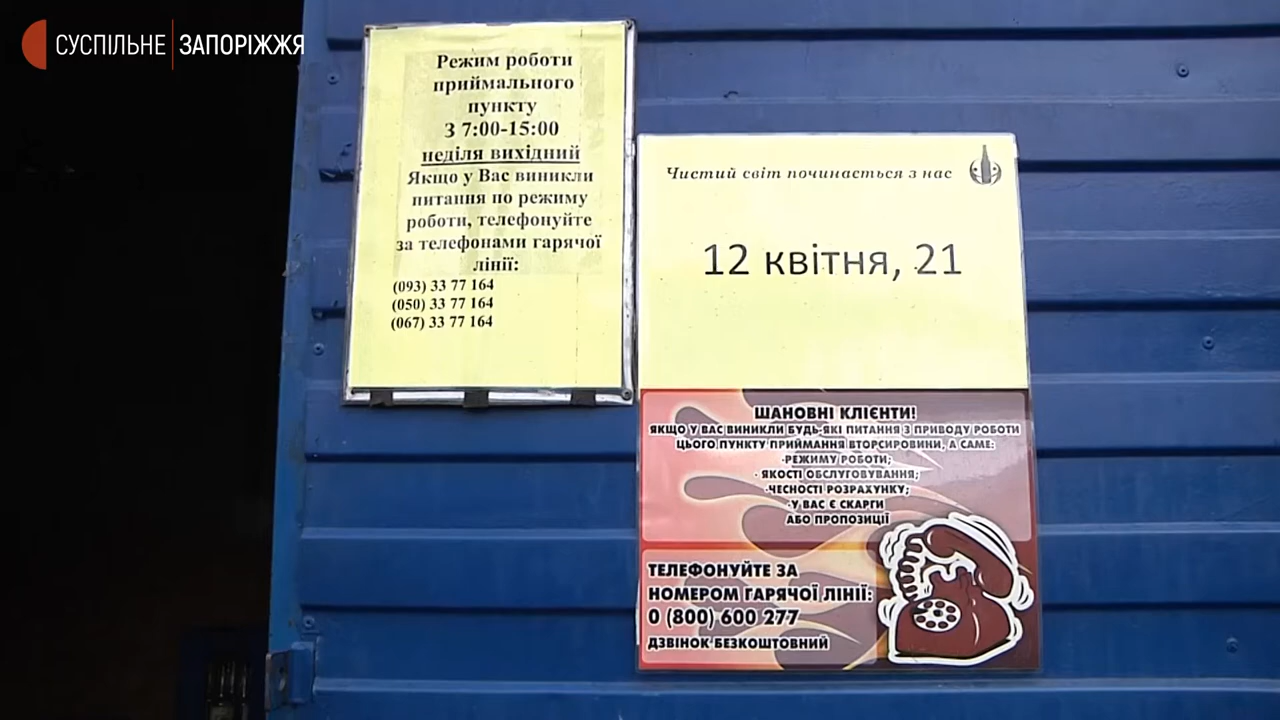 СУСПІЛЬНЕ ЗАПОРІЖЖЯ
Режим роботи
приймального
пункту
З 7:00-15:00
неділя вихідний
Якщо у Вас виникли
питання по режиму
роботи, телефонуйте
за телефонами гарячої
лінії:
(093) 33 77 164
(050) 33 77 164
(067) 33 77 164
Чистий світ починається з нас
12 квітня, 21
ШАНОВНІ КЛІЄНТИ!
ЯКЩО У ВАС ВИНИКЛИ БУДЬ-ЯКІ ПИТАННЯ З ПРИВОДУ РОБОТИ
ЦЬОГО ПУНКТУ ПРИЙМАННЯ ВТОРСИРОВИНИ, А САМЕ:
-РЕЖИМУ РОБОТИ;
- ЯКОСТІ ОБСЛУГОВУВАННЯ;
-ЧЕСНОСТІ РОЗРАХУНКУ;
-У ВАС Є СКАРГИ
АБО ПРОПОЗИЦІЇ
ТЕЛЕФОНУЙТЕ ЗА
НОМЕРОМ ГАРЯЧОЇ ЛІНІЇ:
0 (800) 600 277
ДЗВІНОК БЕЗКОШТОВНИЙ